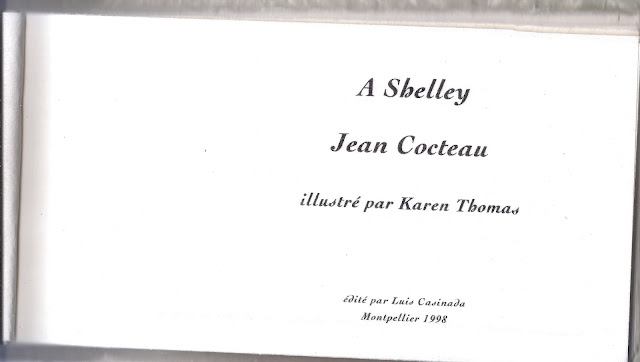 A Shelley
Jean Cocteau
illustré par Karen Thomas
édité par Luis Casinada
Montpellier 1998